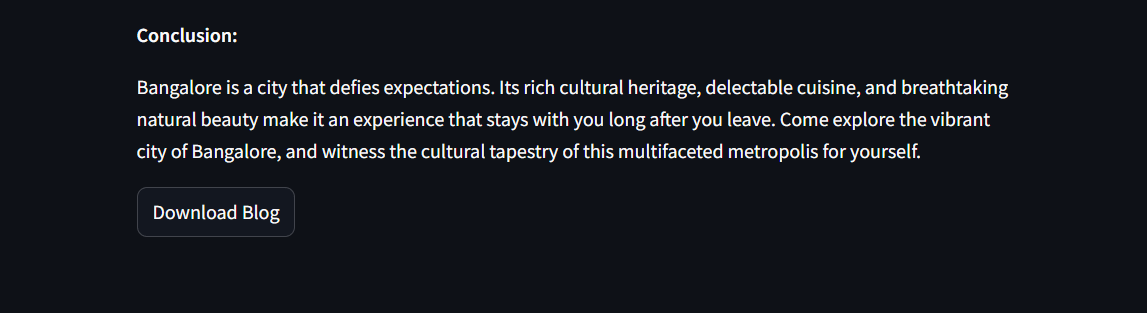 Conclusion:
Bangalore is a city that defies expectations. Its rich cultural heritage, delectable cuisine, and breathtaking
natural beauty make it an experience that stays with you long after you leave. Come explore the vibrant
city of Bangalore, and witness the cultural tapestry of this multifaceted metropolis for yourself.
Download Blog